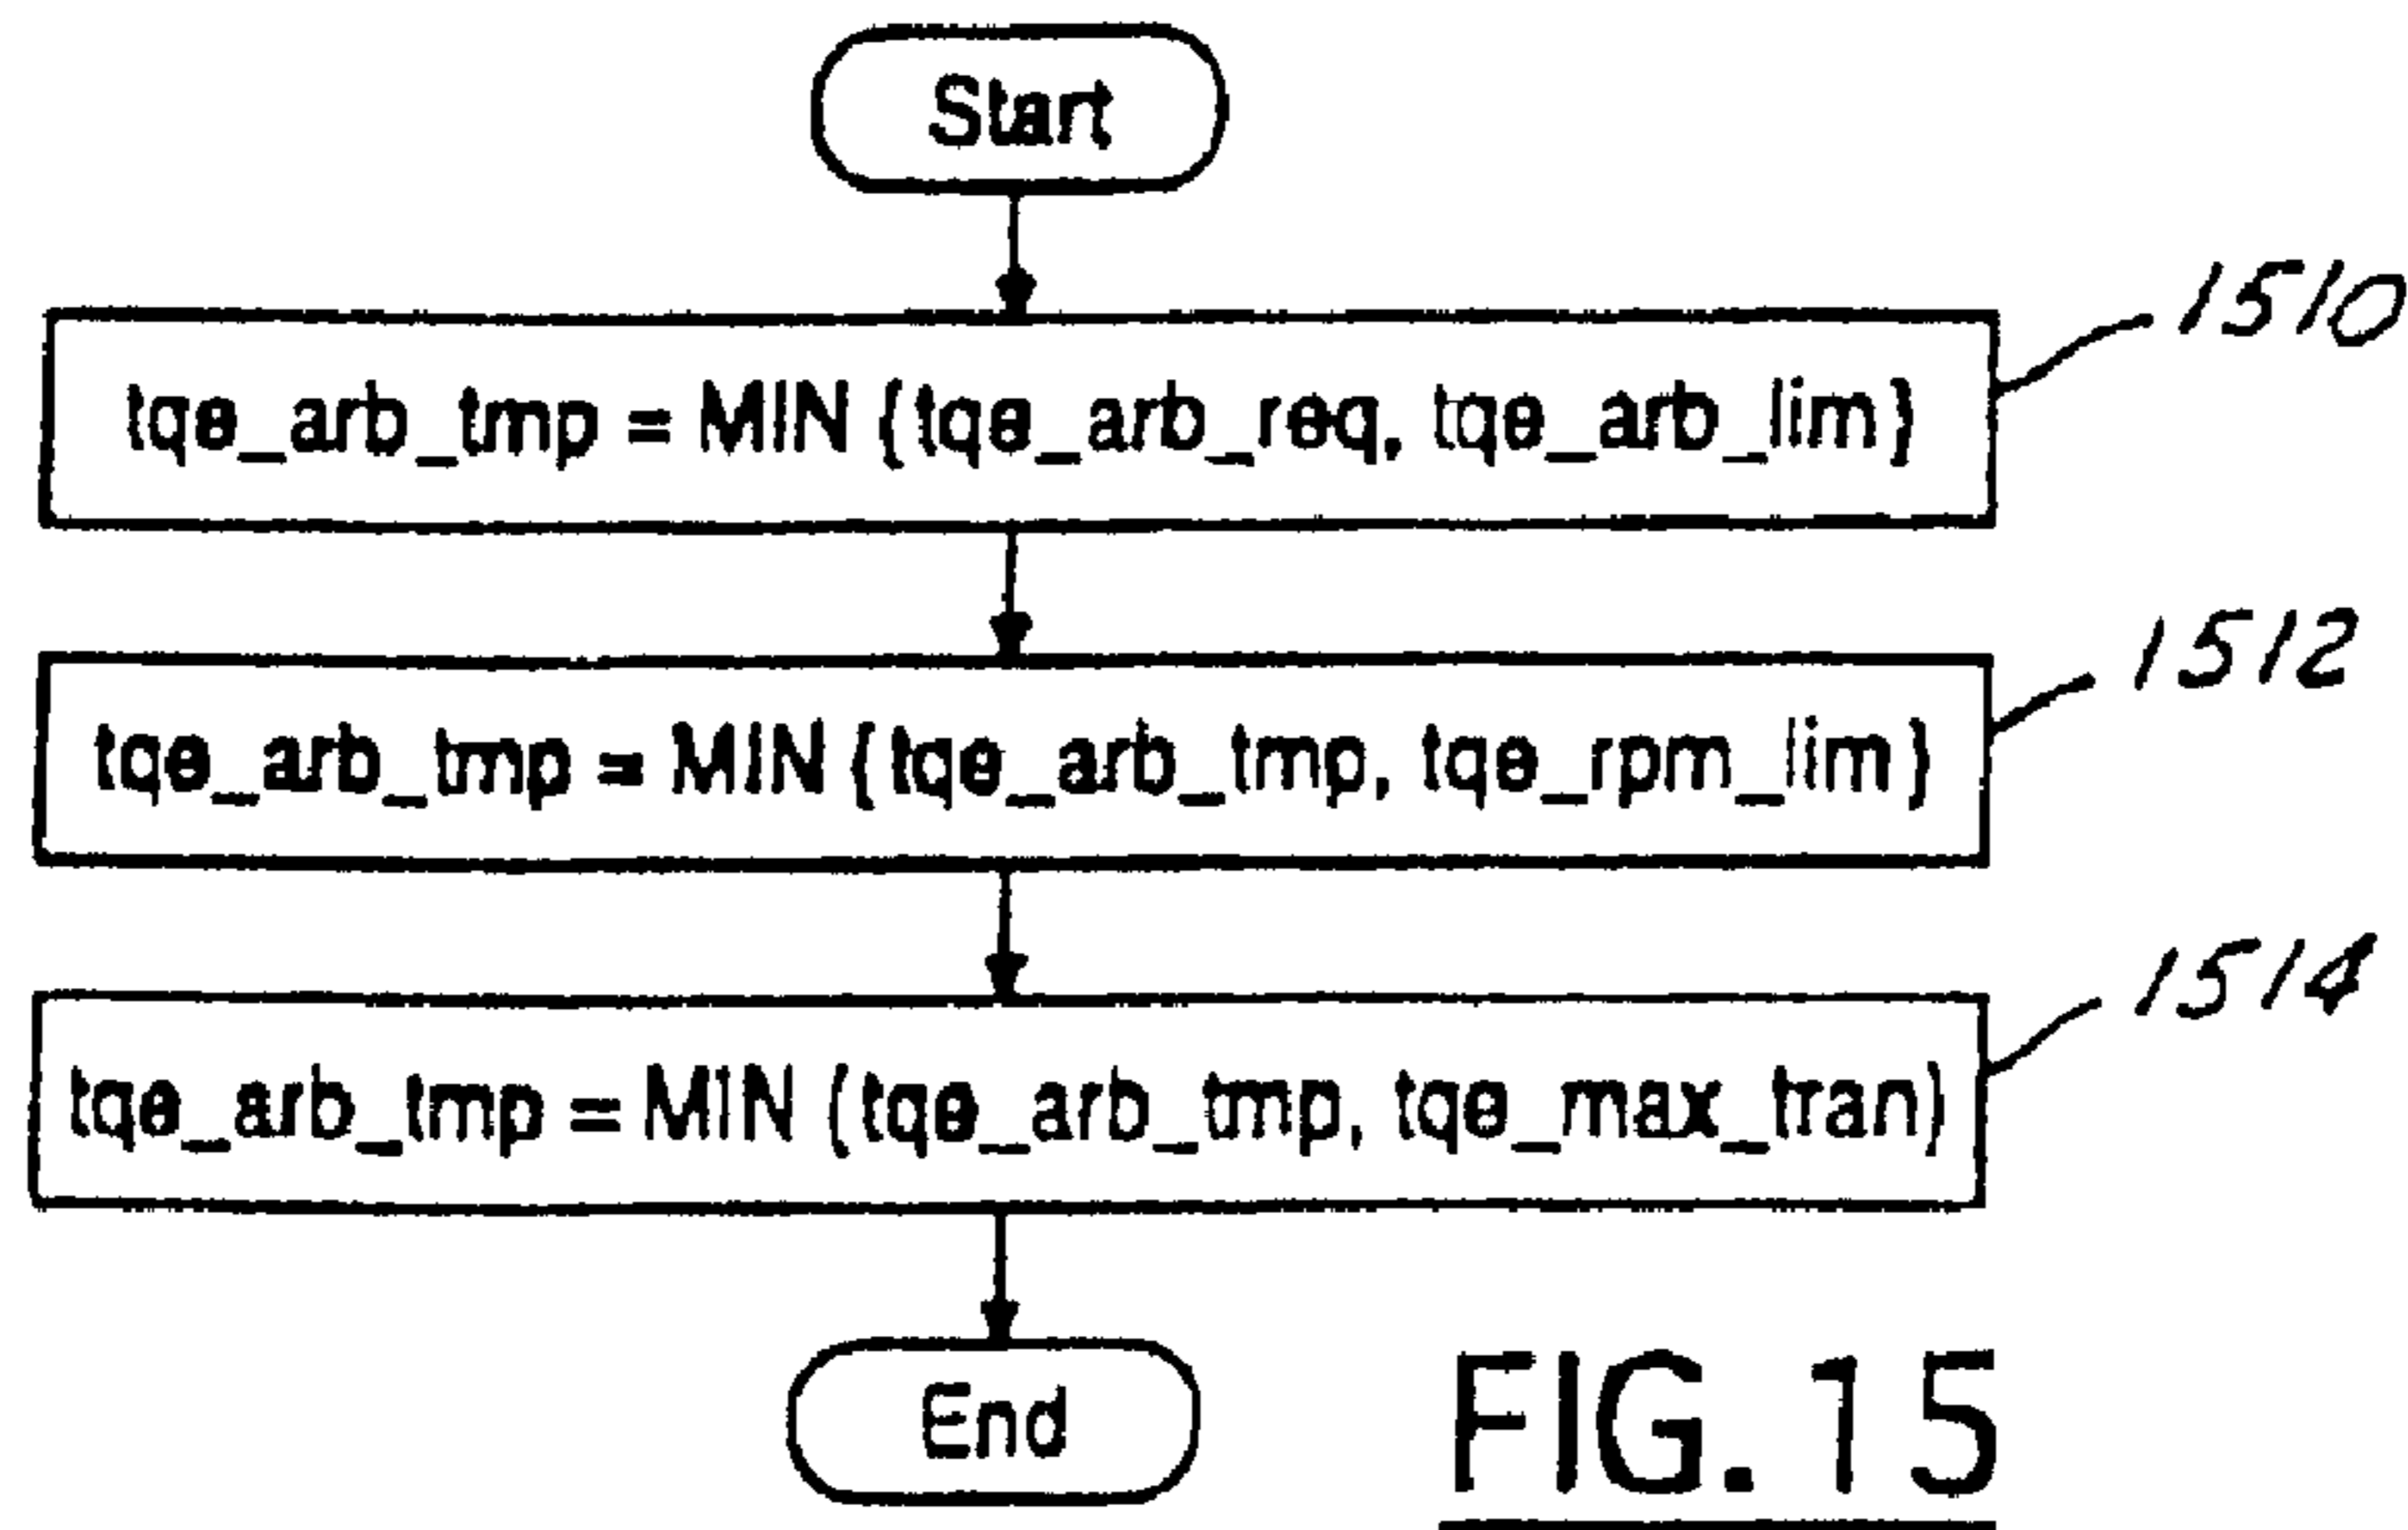 Start
1510
tqe_arb_tmp = MIN (tqe_arb_req, tqe_arb_lim)
1512
tqe_arb_tmp = MIN (tqe_arb_tmp, tqe_rpm_lim)
1514
tqe_arb_tmp = MIN (tqe_arb_tmp, tqe_max_tran)
End
FIG. 15